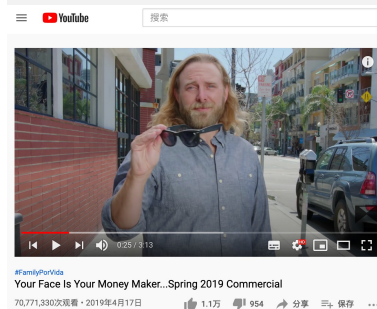 YouTube
搜索
0:25 / 3:13
#FamilyPorVida
Your Face Is Your Money Maker...Spring 2019 Commercial
70,771,330次观看 • 2019年4月17日
1.1万 954 分享 保存